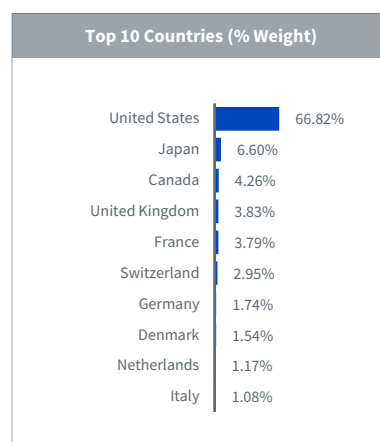 Top 10 Countries (% Weight)
United States 66.82%
Japan 6.60%
Canada 4.26%
United Kingdom 3.83%
France 3.79%
Switzerland 2.95%
Germany 1.74%
Denmark 1.54%
Netherlands 1.17%
Italy 1.08%